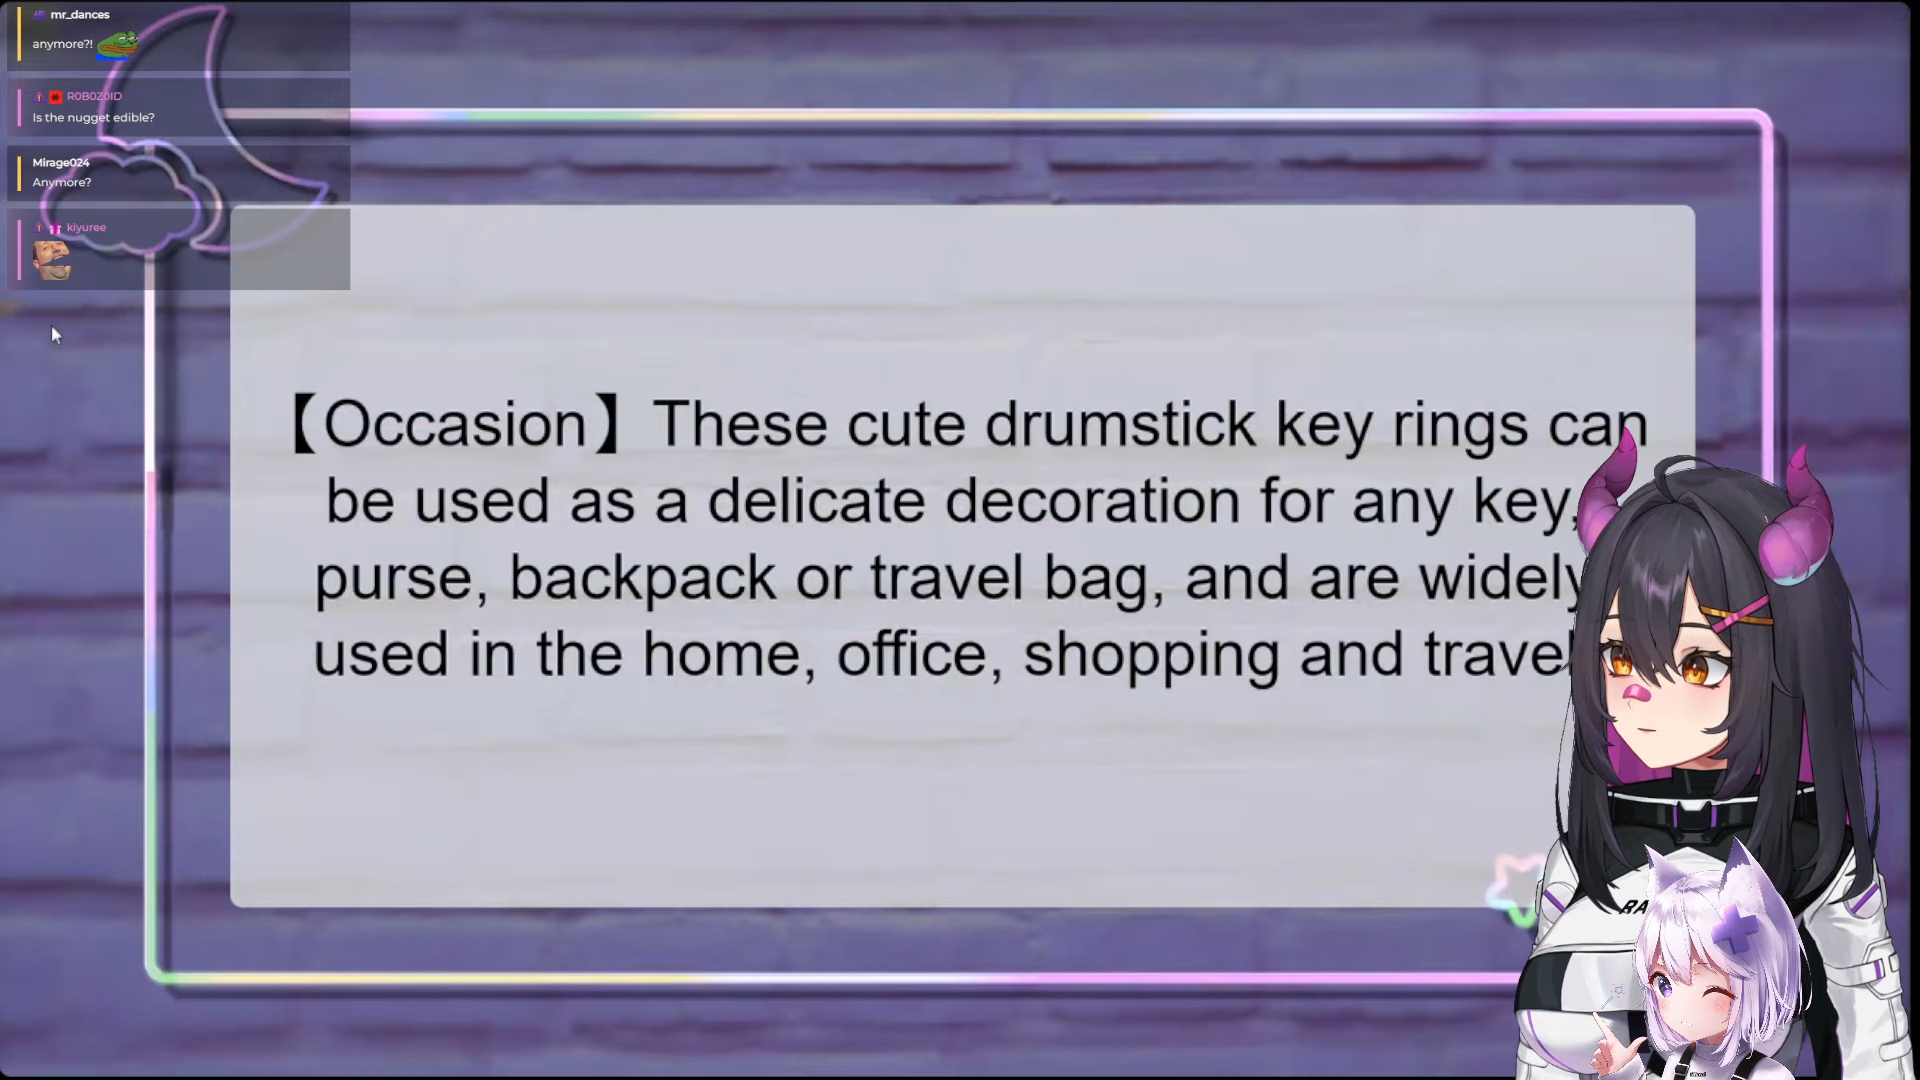 mr_dances
anymore?!
R0B0Z0ID
Is the nugget edible?
Mirage024
Anymore?
kiyuree
【Occasion】These cute drumstick key rings can
be used as a delicate decoration for any key,
purse, backpack or travel bag, and are widely
used in the home, office, shopping and travel
RA